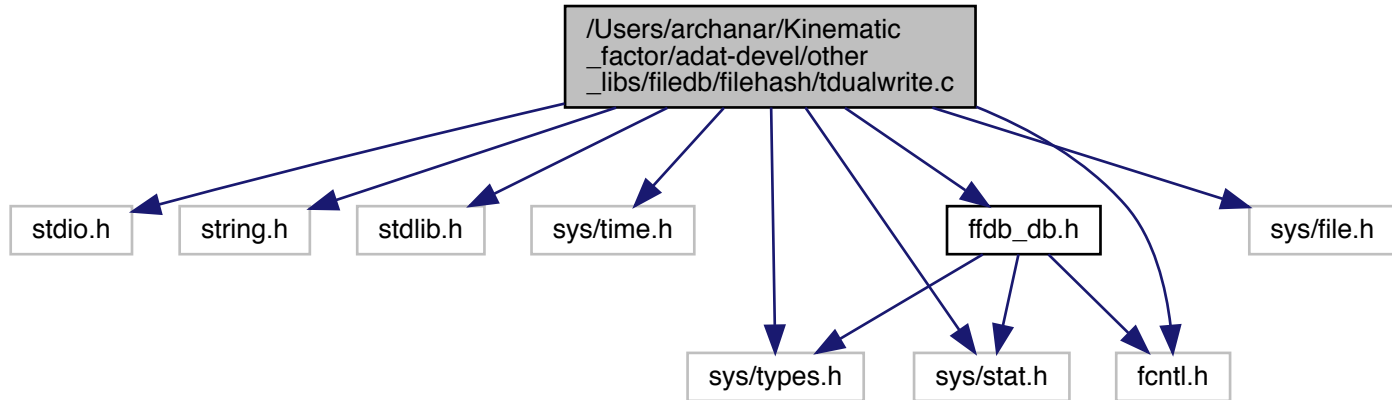 /Users/archanar/Kinematic
_factor/adat-devel/other
_libs/filedb/filehash/tdualwrite.c
stdio.h
string.h
stdlib.h
sys/time.h
ffdb_db.h
sys/file.h
sys/types.h
sys/stat.h
fcntl.h